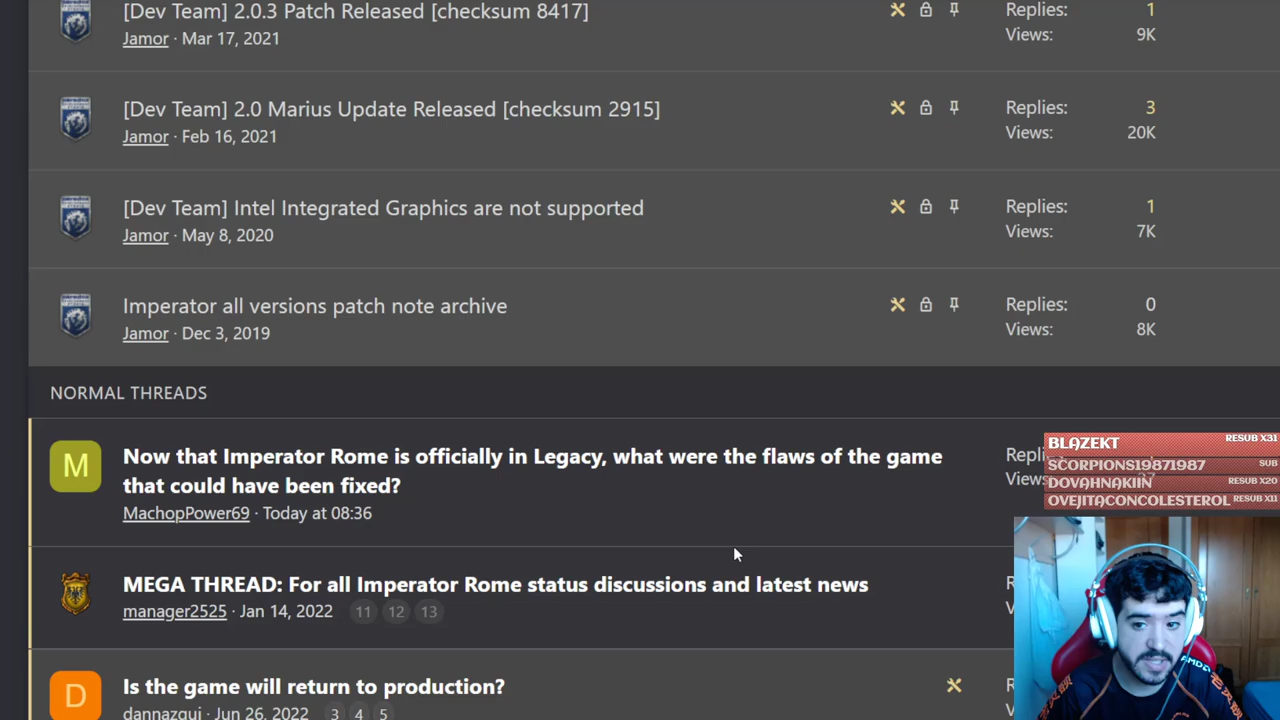 [Dev Team] 2.0.3 Patch Released [checksum 8417]
Jamor · Mar 17, 2021
Replies: 1
Views: 9K
[Dev Team] 2.0 Marius Update Released [checksum 2915]
Jamor · Feb 16, 2021
Replies: 3
Views: 20K
[Dev Team] Intel Integrated Graphics are not supported
Jamor · May 8, 2020
Replies: 1
Views: 7K
Imperator all versions patch note archive
Jamor · Dec 3, 2019
Replies: 0
Views: 8K
NORMAL THREADS
M
Now that Imperator Rome is officially in Legacy, what were the flaws of the game
that could have been fixed?
MachopPower69 · Today at 08:36
Repli
Views
BLAZEKT RESUB X31
SCORPIONS19871987 SUB
DOVAHNAKIIN RESUB X20
OVEJITACONCOLESTEROL RESUB X11
MEGA THREAD: For all Imperator Rome status discussions and latest news
manager2525 · Jan 14, 2022 11 12 13
D
Is the game will return to production?
dannazgui · Jun 26, 2022 3 4 5
AMD